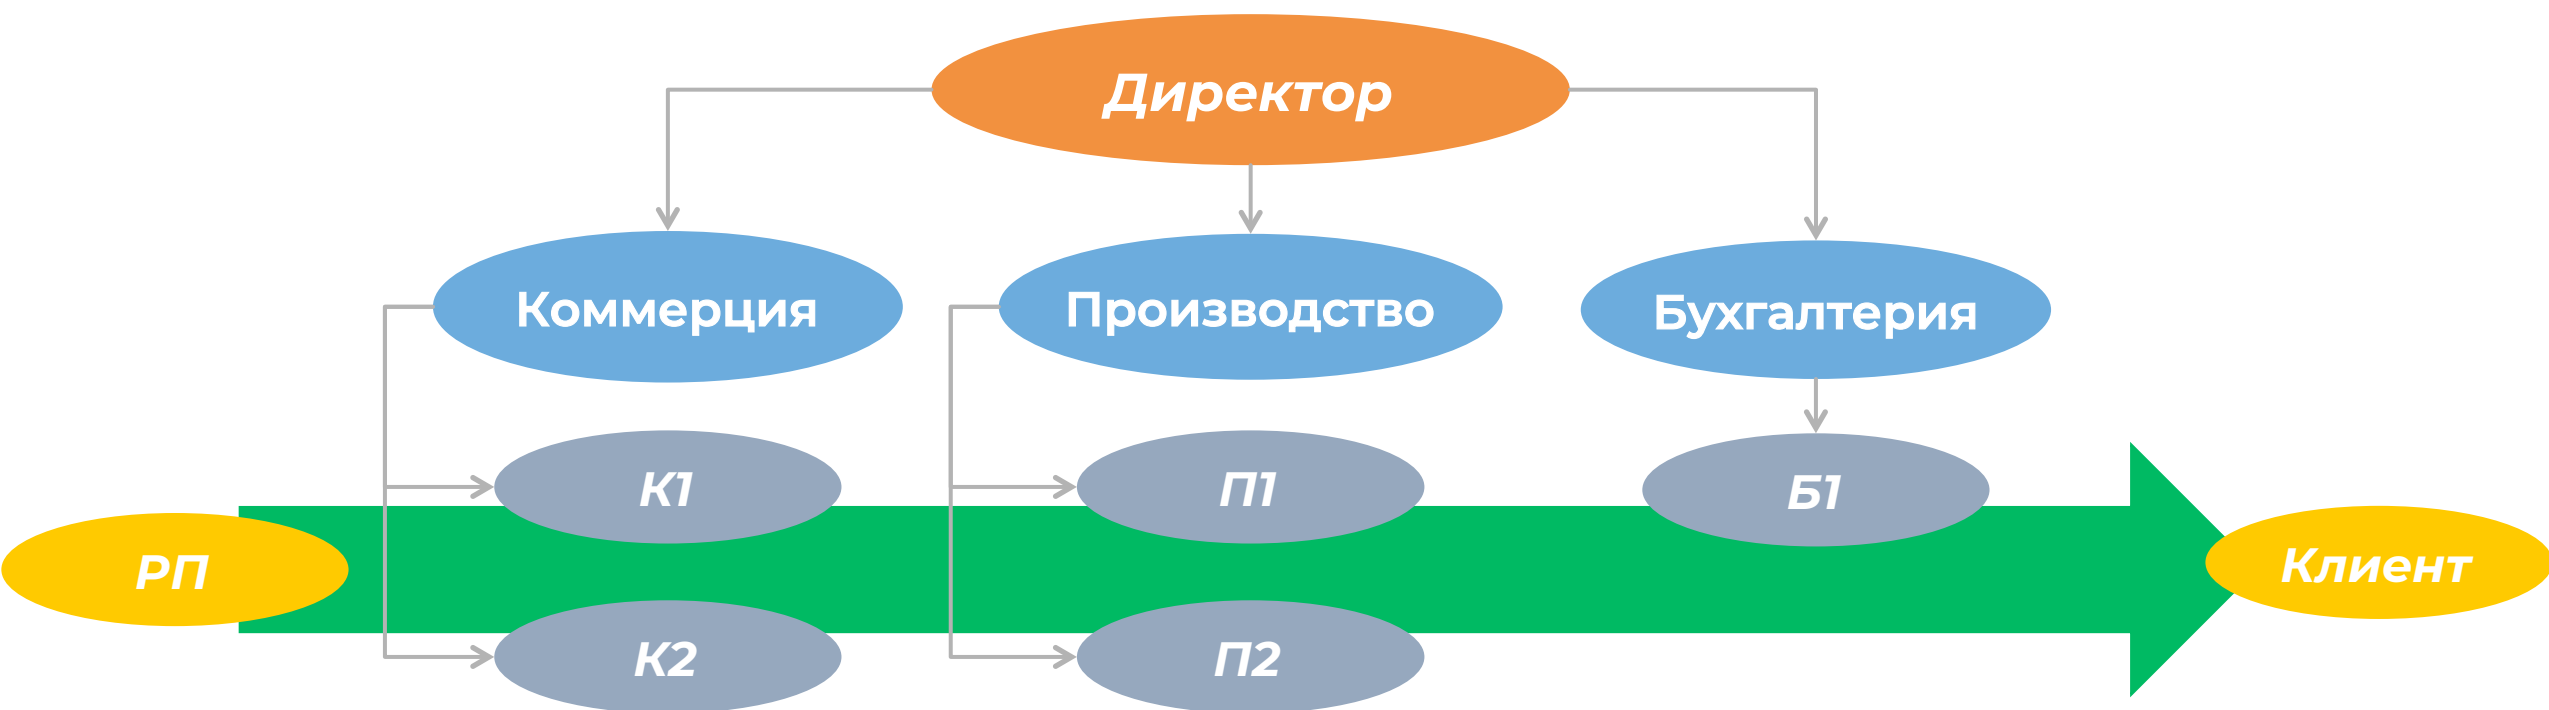 Директор
Коммерция
Производство
Бухгалтерия
К1
П1
Б1
РП
Клиент
К2
П2